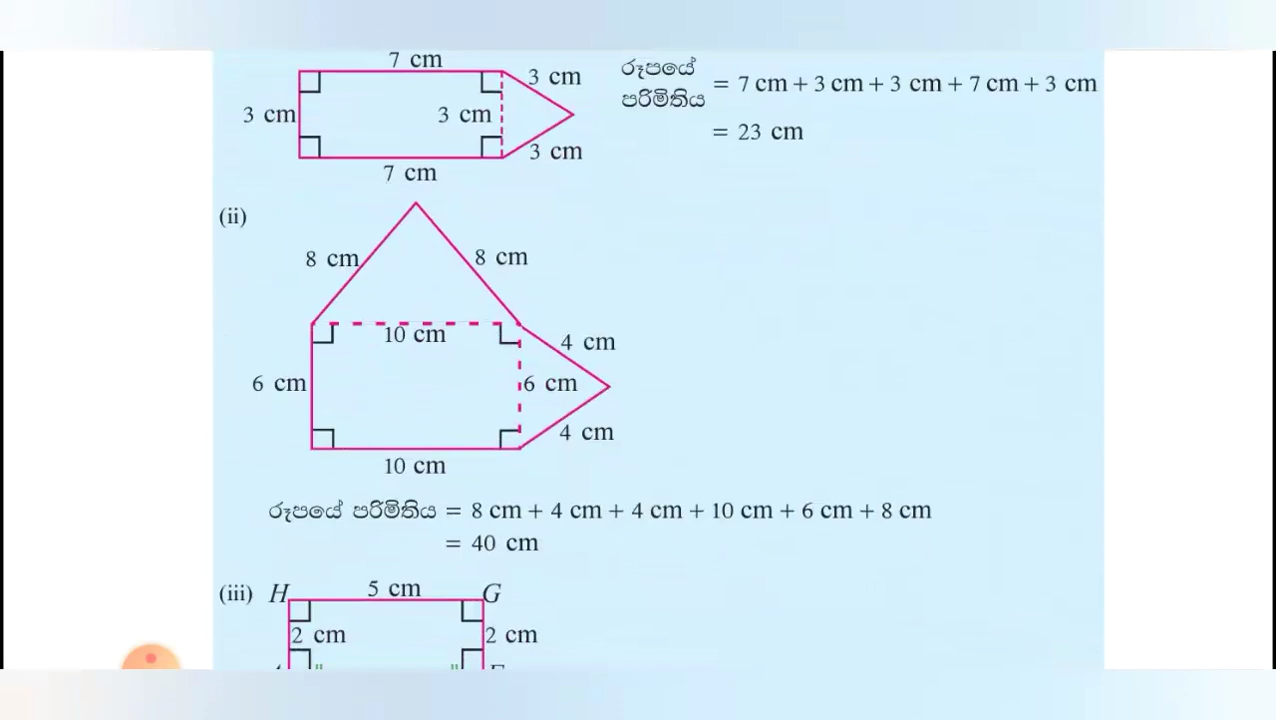 7 cm
3 cm
3 cm
3 cm
3 cm
7 cm
රූපයේ පරිමිතිය = 7 cm + 3 cm + 3 cm + 7 cm + 3 cm
= 23 cm
(ii)
8 cm
8 cm
10 cm
4 cm
6 cm
6 cm
4 cm
10 cm
රූපයේ පරිමිතිය = 8 cm + 4 cm + 4 cm + 10 cm + 6 cm + 8 cm
= 40 cm
(iii) H 5 cm G
2 cm 2 cm